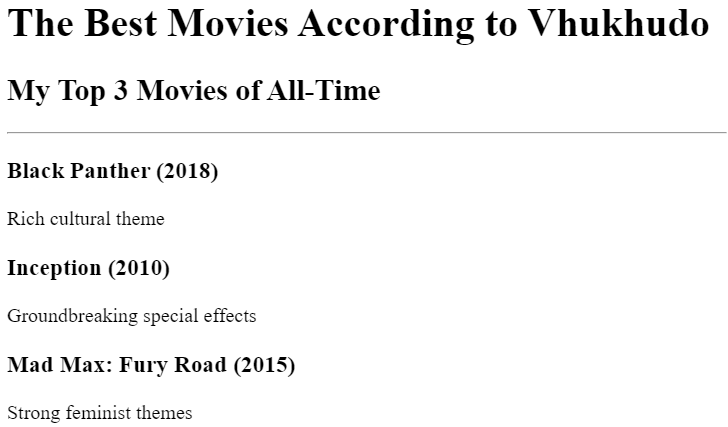 The Best Movies According to Vhukhudo
My Top 3 Movies of All-Time
Black Panther (2018)
Rich cultural theme
Inception (2010)
Groundbreaking special effects
Mad Max: Fury Road (2015)
Strong feminist themes